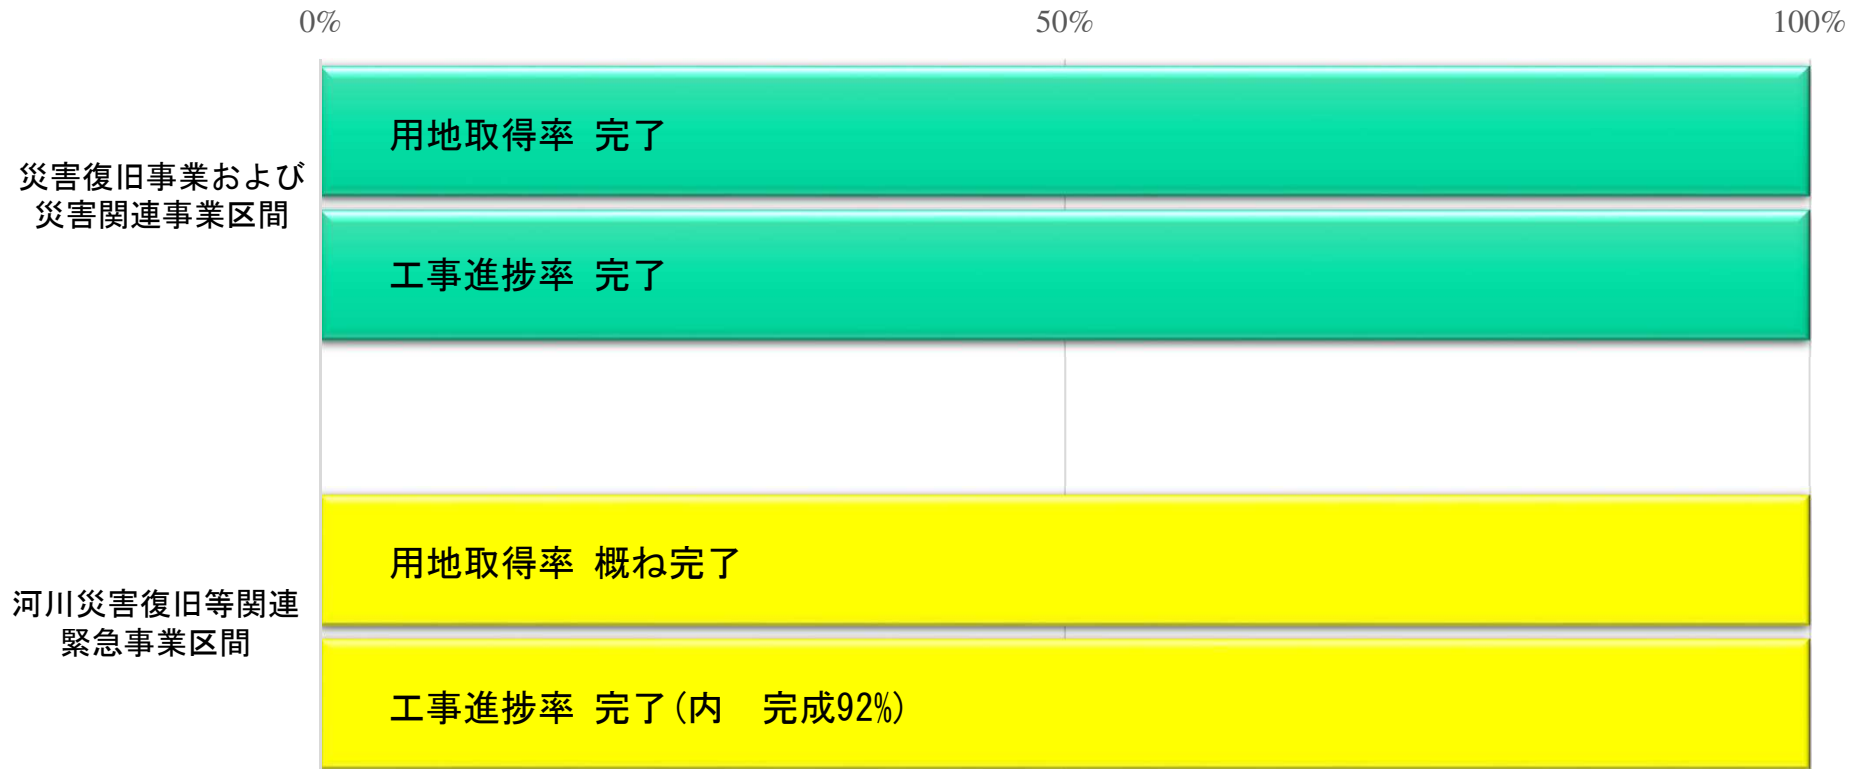 0% 50% 100%
用地取得率 完了
災害復旧事業および
災害関連事業区間
工事進捗率 完了
用地取得率 概ね完了
河川災害復旧等関連
緊急事業区間
工事進捗率 完了(内　完成92%)